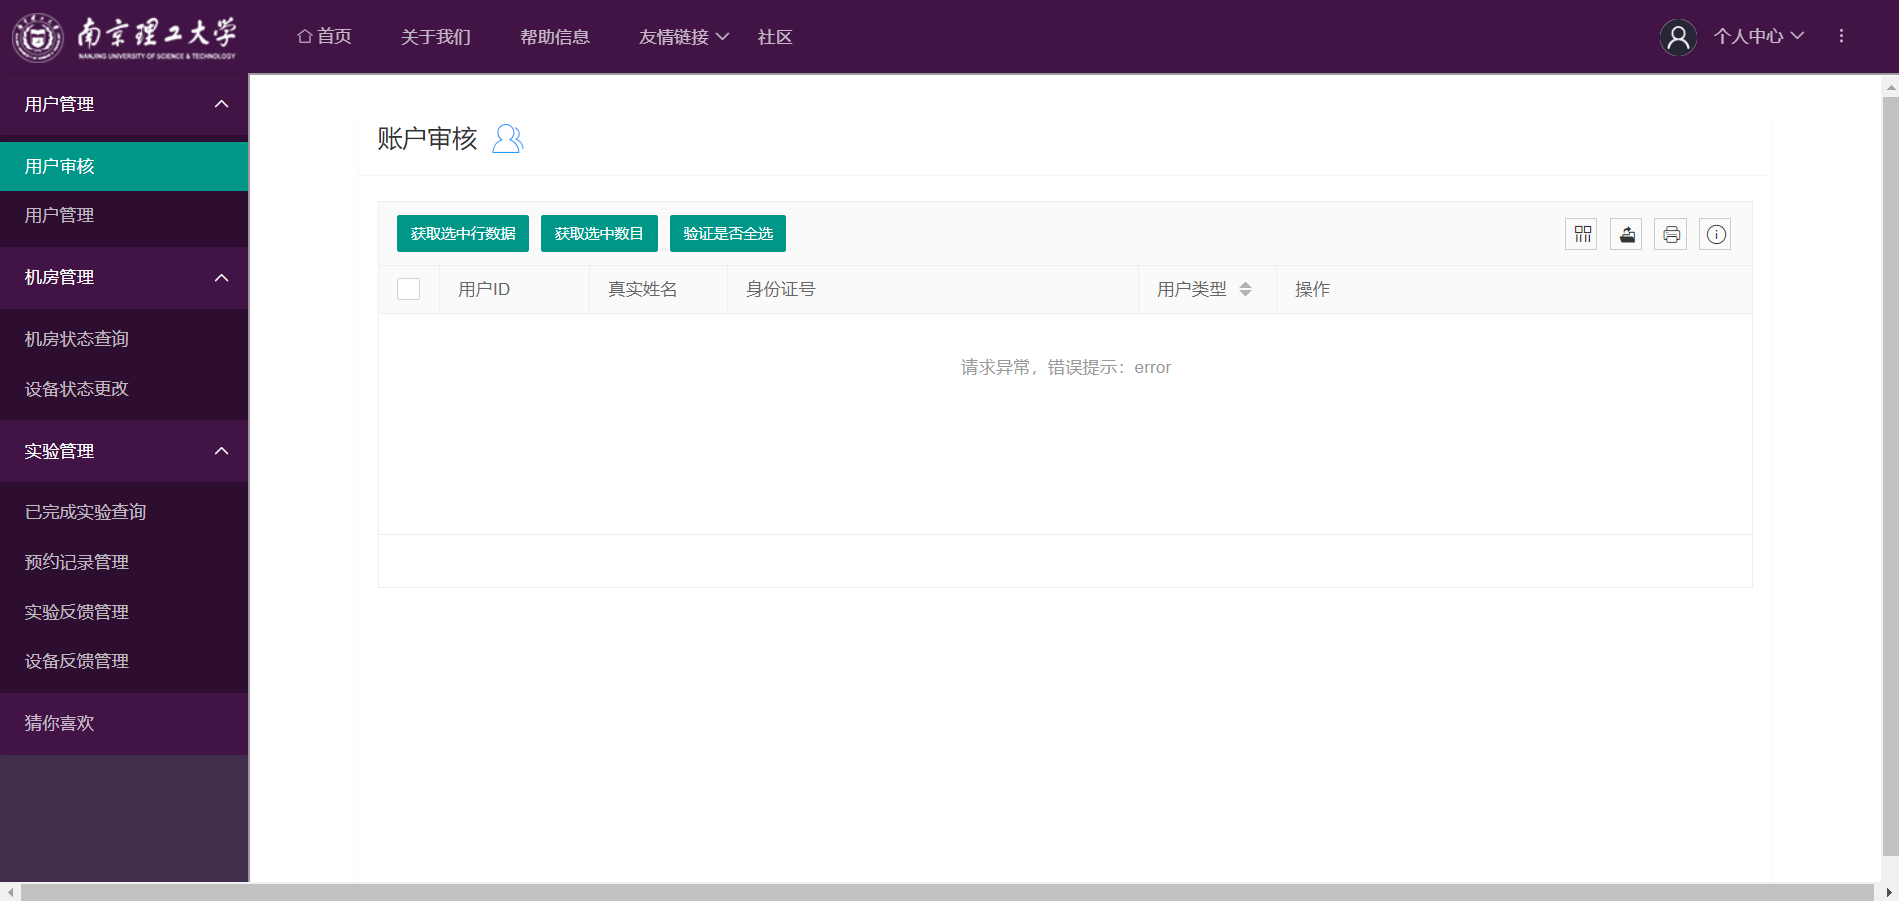 南京理工大学
NANJING UNIVERSITY OF SCIENCE & TECHNOLOGY
首页 关于我们 帮助信息 友情链接 社区 个人中心
用户管理
用户审核
用户管理
机房管理
机房状态查询
设备状态更改
实验管理
已完成实验查询
预约记录管理
实验反馈管理
设备反馈管理
猜你喜欢
账户审核
获取选中行数据 获取选中数目 验证是否全选
用户ID 真实姓名 身份证号 用户类型 操作
请求异常，错误提示：error